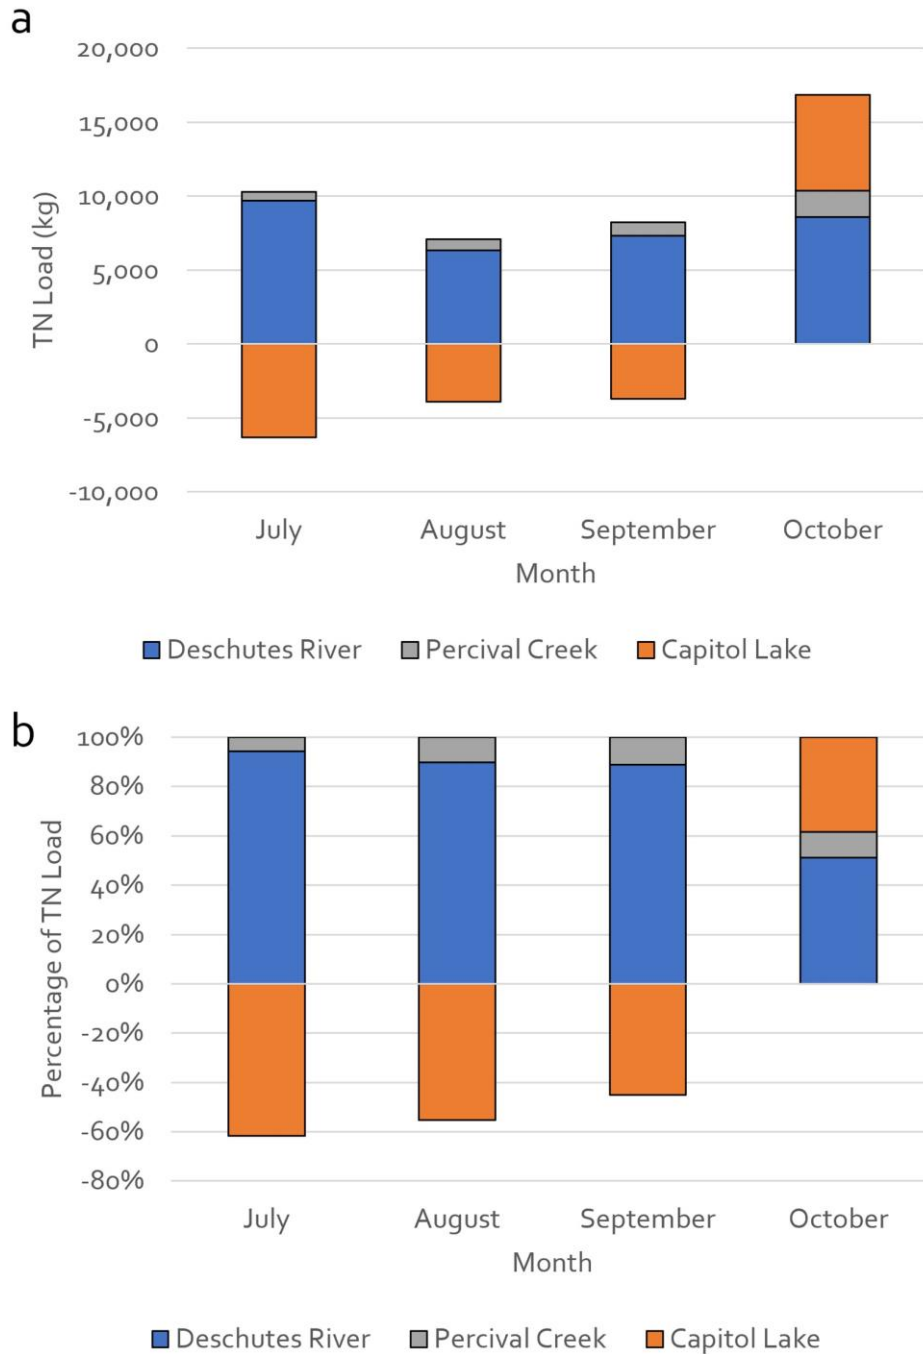 a
20,000
15,000
10,000
5,000
0
-5,000
-10,000
TN Load (kg)
July August September October
Month
Deschutes River Percival Creek Capitol Lake
b
100%
80%
60%
40%
20%
0%
-20%
-40%
-60%
-80%
Percentage of TN Load
July August September October
Month
Deschutes River Percival Creek Capitol Lake